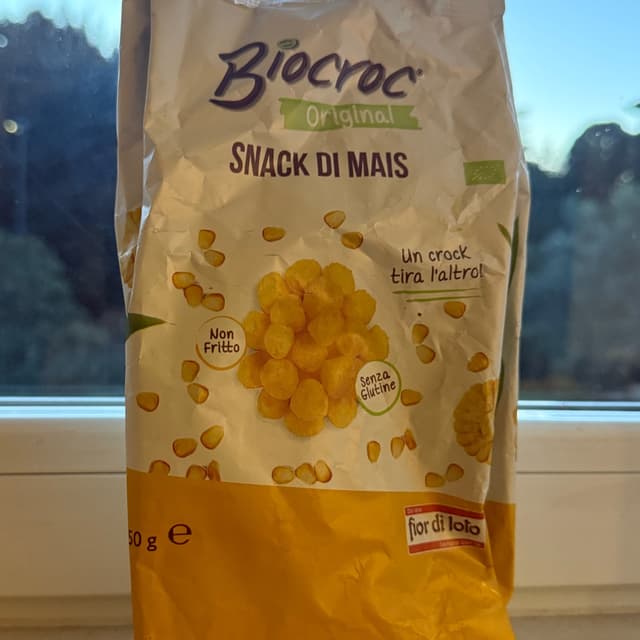 Biocroc
Original
SNACK DI MAIS
Un crock
tira l'altro!
Non
Fritto
Senza
Glutine
50 g e
fior di loto